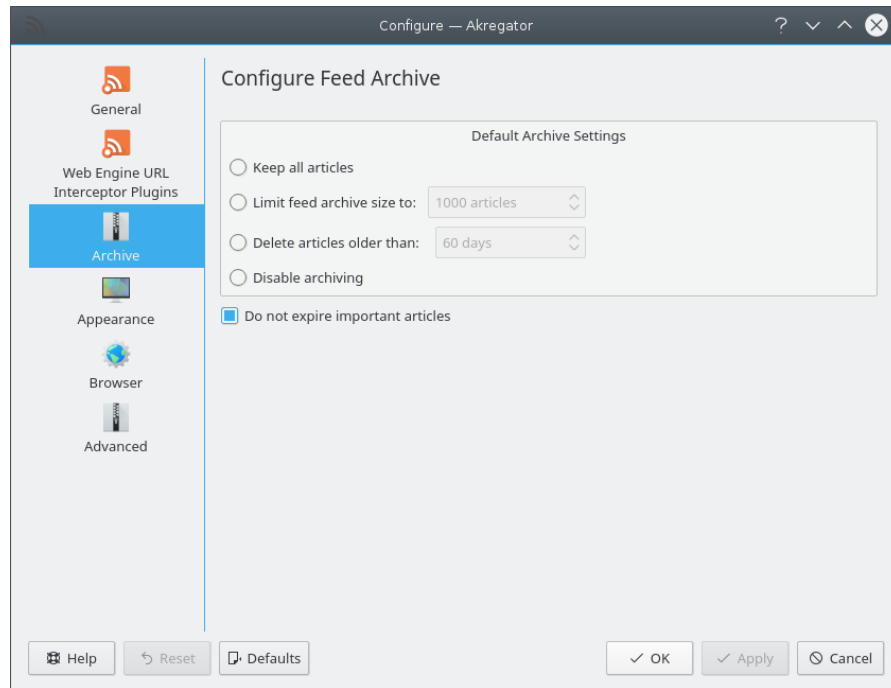 Configure — Akregator
General
Web Engine URL
Interceptor Plugins
Archive
Appearance
Browser
Advanced
Configure Feed Archive
Default Archive Settings
Keep all articles
Limit feed archive size to: 1000 articles
Delete articles older than: 60 days
Disable archiving
Do not expire important articles
Help Reset Defaults OK Apply Cancel